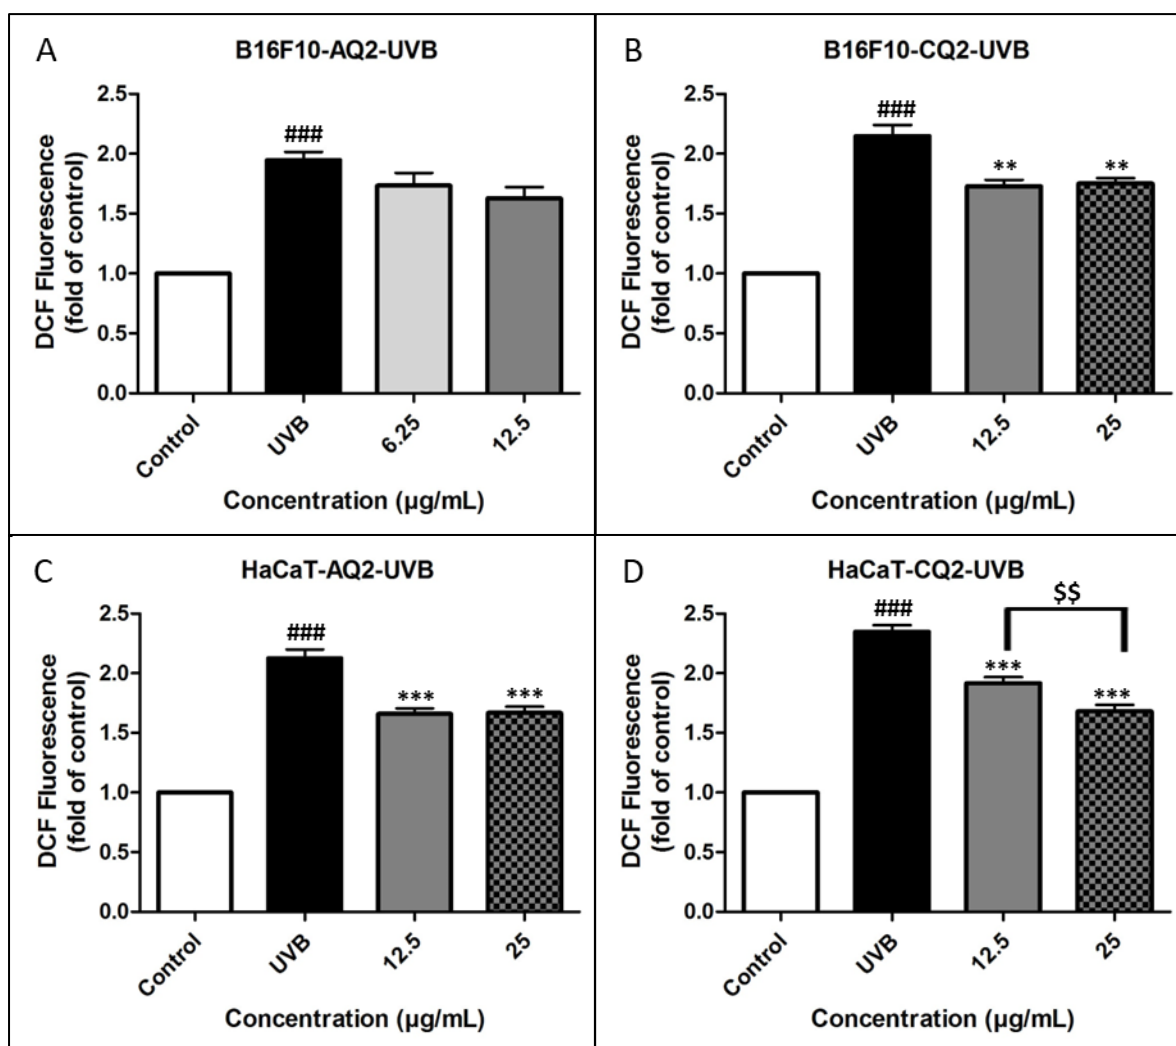 A
B16F10-AQ2-UVB
DCF Fluorescence
(fold of control)
2.5
2.0
1.5
1.0
0.5
0.0
###
Control
UVB
6.25
12.5
Concentration (µg/mL)
B
B16F10-CQ2-UVB
DCF Fluorescence
(fold of control)
2.5
2.0
1.5
1.0
0.5
0.0
###
**
**
Control
UVB
12.5
25
Concentration (µg/mL)
C
HaCaT-AQ2-UVB
DCF Fluorescence
(fold of control)
2.5
2.0
1.5
1.0
0.5
0.0
###
***
***
Control
UVB
12.5
25
Concentration (µg/mL)
D
HaCaT-CQ2-UVB
DCF Fluorescence
(fold of control)
2.5
2.0
1.5
1.0
0.5
0.0
###
$$
***
***
Control
UVB
12.5
25
Concentration (µg/mL)